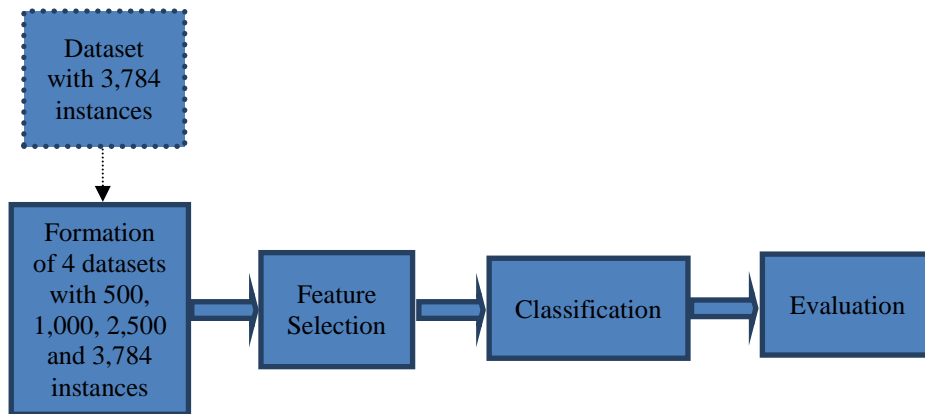 Dataset
with 3,784
instances
Formation
of 4 datasets
with 500,
1,000, 2,500
and 3,784
instances
Feature
Selection
Classification
Evaluation